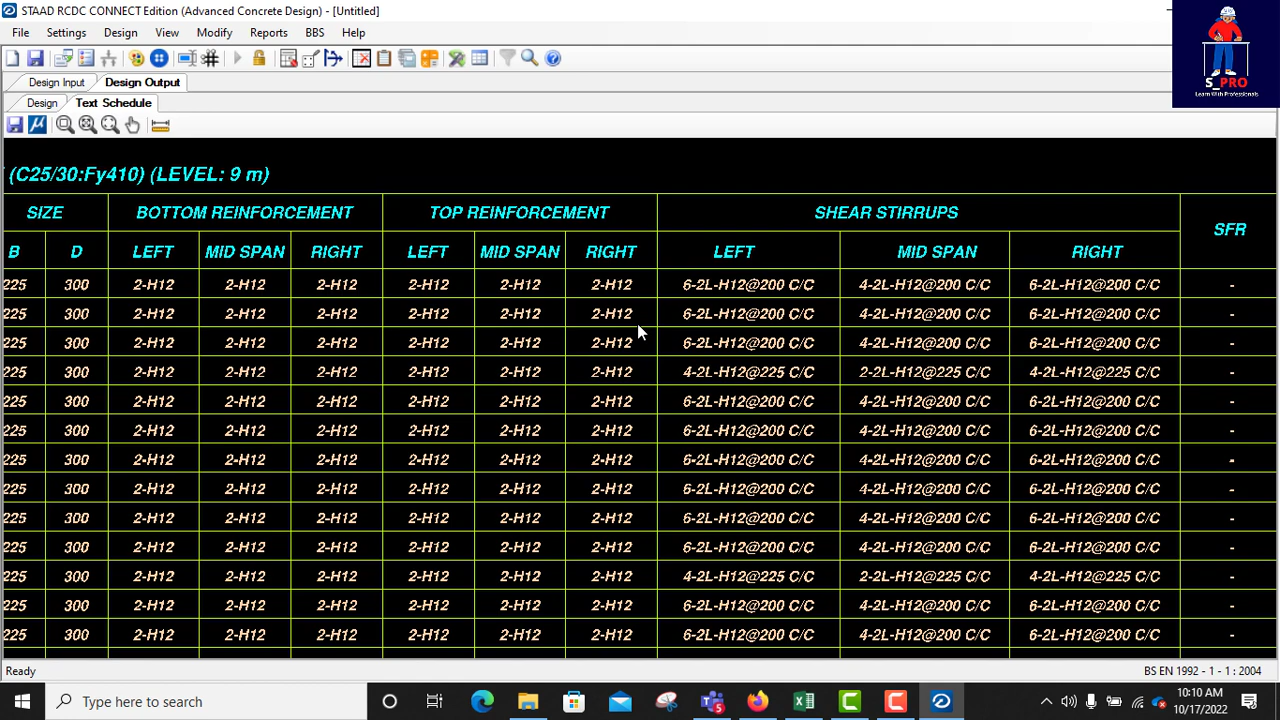 STAAD RCDC CONNECT Edition (Advanced Concrete Design) - [Untitled]
File Settings Design View Modify Reports BBS Help
Design Input Design Output
Design Text Schedule
S_PRO
Learn With Professionals
(C25/30:Fy410) (LEVEL: 9 m)
SIZE BOTTOM REINFORCEMENT TOP REINFORCEMENT SHEAR STIRRUPS SFR
B D LEFT MID SPAN RIGHT LEFT MID SPAN RIGHT LEFT MID SPAN RIGHT
225 300 2-H12 2-H12 2-H12 2-H12 2-H12 2-H12 6-2L-H12@200 C/C 4-2L-H12@200 C/C 6-2L-H12@200 C/C -
225 300 2-H12 2-H12 2-H12 2-H12 2-H12 2-H12 6-2L-H12@200 C/C 4-2L-H12@200 C/C 6-2L-H12@200 C/C -
225 300 2-H12 2-H12 2-H12 2-H12 2-H12 2-H12 6-2L-H12@200 C/C 4-2L-H12@200 C/C 6-2L-H12@200 C/C -
225 300 2-H12 2-H12 2-H12 2-H12 2-H12 2-H12 4-2L-H12@225 C/C 2-2L-H12@225 C/C 4-2L-H12@225 C/C -
225 300 2-H12 2-H12 2-H12 2-H12 2-H12 2-H12 6-2L-H12@200 C/C 4-2L-H12@200 C/C 6-2L-H12@200 C/C -
225 300 2-H12 2-H12 2-H12 2-H12 2-H12 2-H12 6-2L-H12@200 C/C 4-2L-H12@200 C/C 6-2L-H12@200 C/C -
225 300 2-H12 2-H12 2-H12 2-H12 2-H12 2-H12 6-2L-H12@200 C/C 4-2L-H12@200 C/C 6-2L-H12@200 C/C -
225 300 2-H12 2-H12 2-H12 2-H12 2-H12 2-H12 6-2L-H12@200 C/C 4-2L-H12@200 C/C 6-2L-H12@200 C/C -
225 300 2-H12 2-H12 2-H12 2-H12 2-H12 2-H12 6-2L-H12@200 C/C 4-2L-H12@200 C/C 6-2L-H12@200 C/C -
225 300 2-H12 2-H12 2-H12 2-H12 2-H12 2-H12 6-2L-H12@200 C/C 4-2L-H12@200 C/C 6-2L-H12@200 C/C -
225 300 2-H12 2-H12 2-H12 2-H12 2-H12 2-H12 4-2L-H12@225 C/C 2-2L-H12@225 C/C 4-2L-H12@225 C/C -
225 300 2-H12 2-H12 2-H12 2-H12 2-H12 2-H12 6-2L-H12@200 C/C 4-2L-H12@200 C/C 6-2L-H12@200 C/C -
225 300 2-H12 2-H12 2-H12 2-H12 2-H12 2-H12 6-2L-H12@200 C/C 4-2L-H12@200 C/C 6-2L-H12@200 C/C -
Ready BS EN 1992 - 1 - 1 : 2004
Type here to search 10:10 AM
10/17/2022